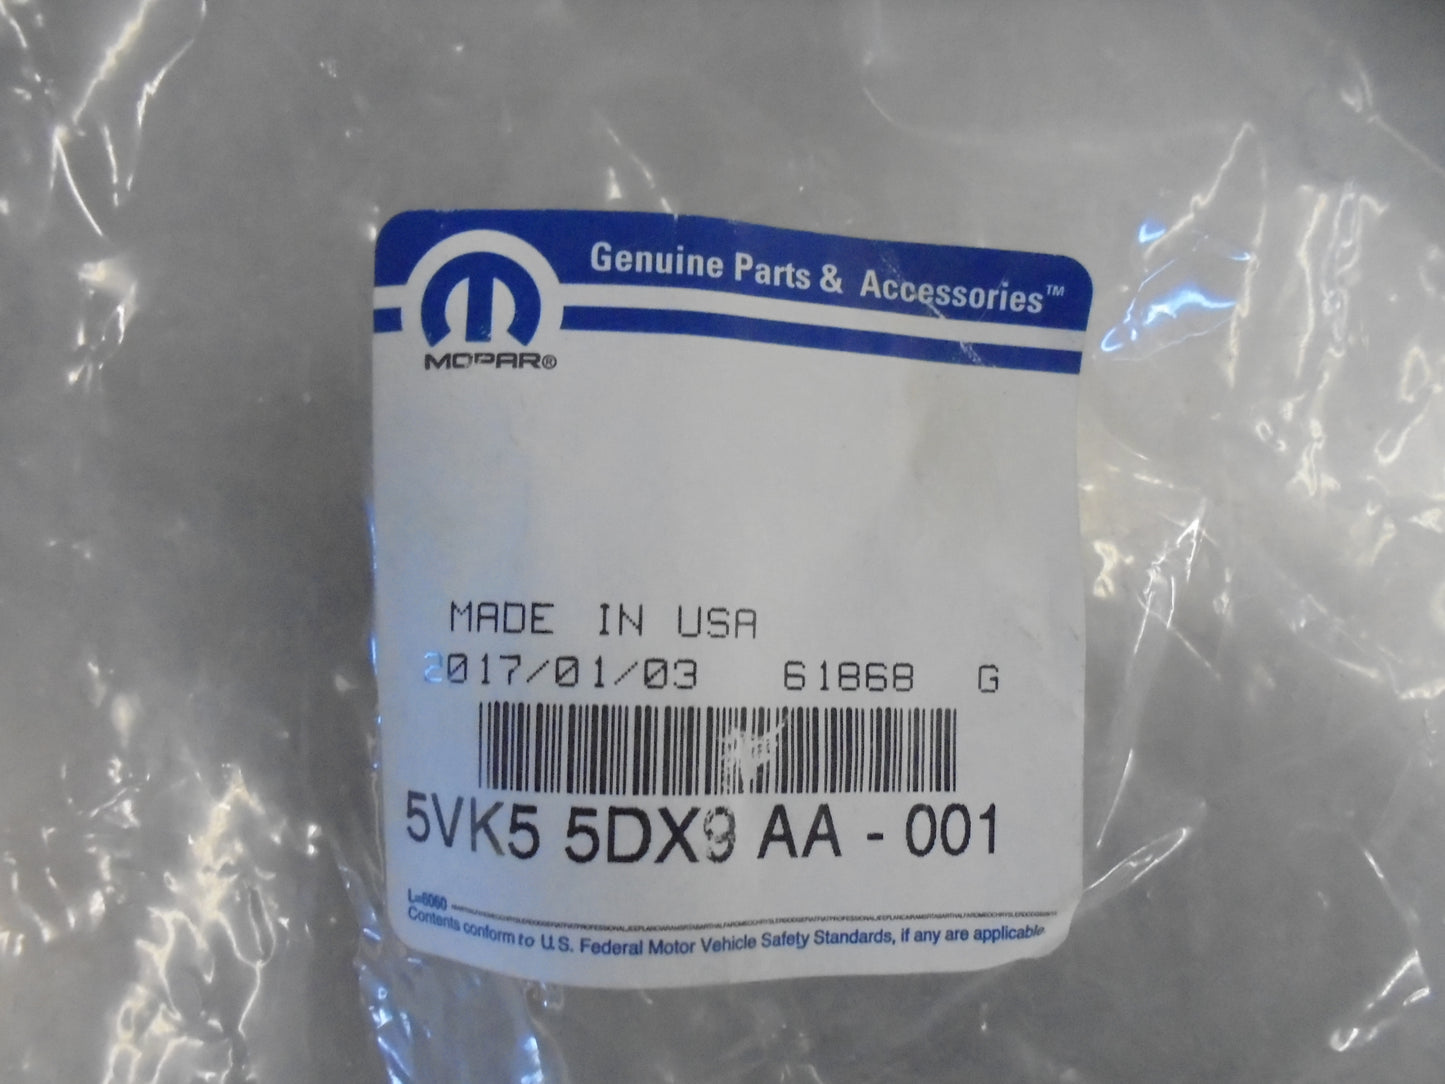 Genuine Parts & Accessories™
MOPAR®
MADE IN USA
2017/01/03 61868 G
5VK5 5DX9 AA - 001
L=6060
Contents conform to U.S. Federal Motor Vehicle Safety Standards, if any are applicable.